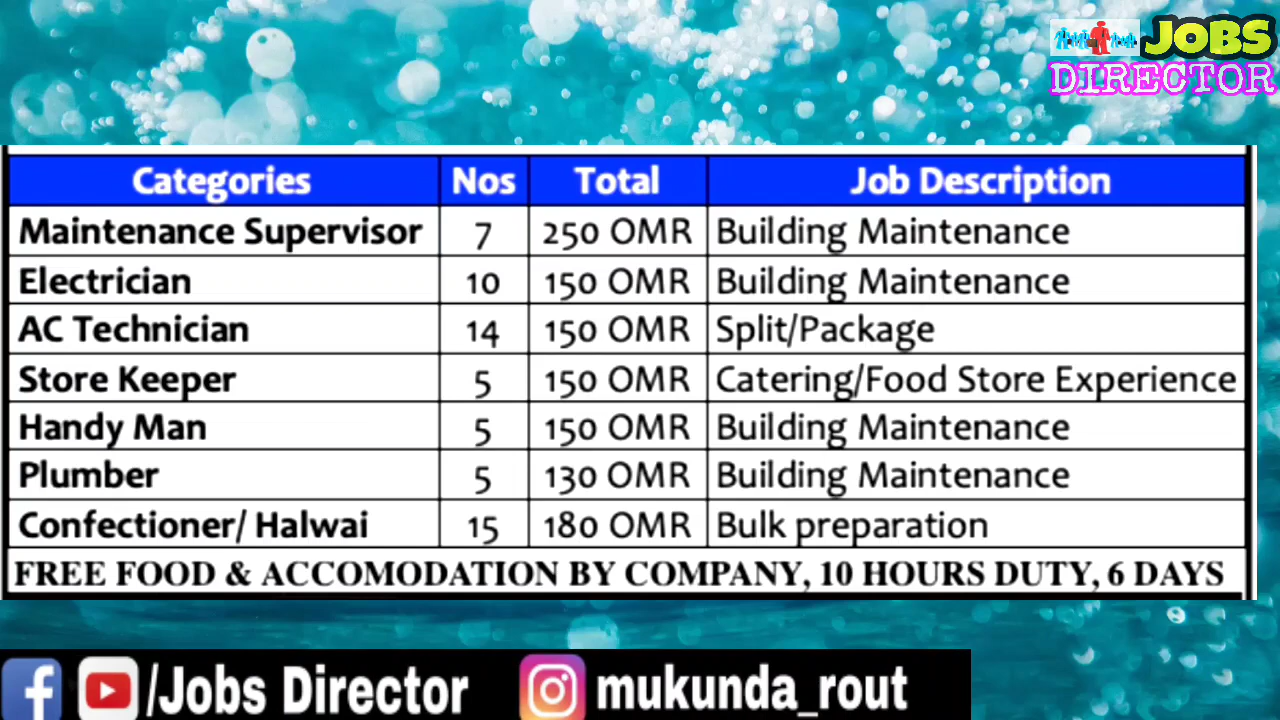 JOBS
DIRECTOR
Categories Nos Total Job Description
Maintenance Supervisor 7 250 OMR Building Maintenance
Electrician 10 150 OMR Building Maintenance
AC Technician 14 150 OMR Split/Package
Store Keeper 5 150 OMR Catering/Food Store Experience
Handy Man 5 150 OMR Building Maintenance
Plumber 5 130 OMR Building Maintenance
Confectioner/ Halwai 15 180 OMR Bulk preparation
FREE FOOD & ACCOMODATION BY COMPANY, 10 HOURS DUTY, 6 DAYS
/Jobs Director mukunda_rout